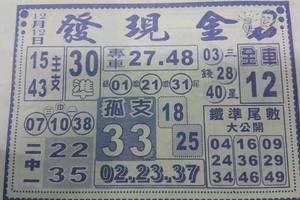 12月12日
發現金
15 主支 43
30 準
專車 27.48
01 21 31
03 三 錢 28 40 星
全車 12
07 10 38
二中一
22
35
孤支
33
18
25
02.23.37
鐵準尾數
大公開
04 16 09
24 36 29
34 46 49